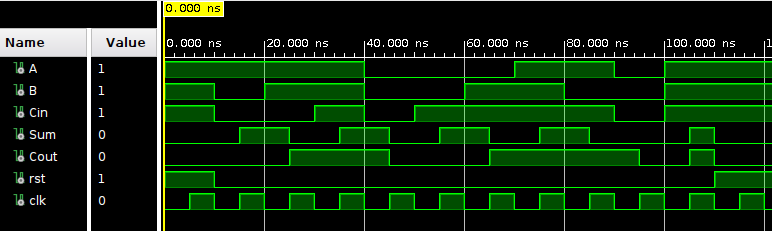 0.000 ns
Name Value
0.000 ns 20.000 ns 40.000 ns 60.000 ns 80.000 ns 100.000 ns
A 1
B 1
Cin 1
Sum 0
Cout 0
rst 1
clk 0